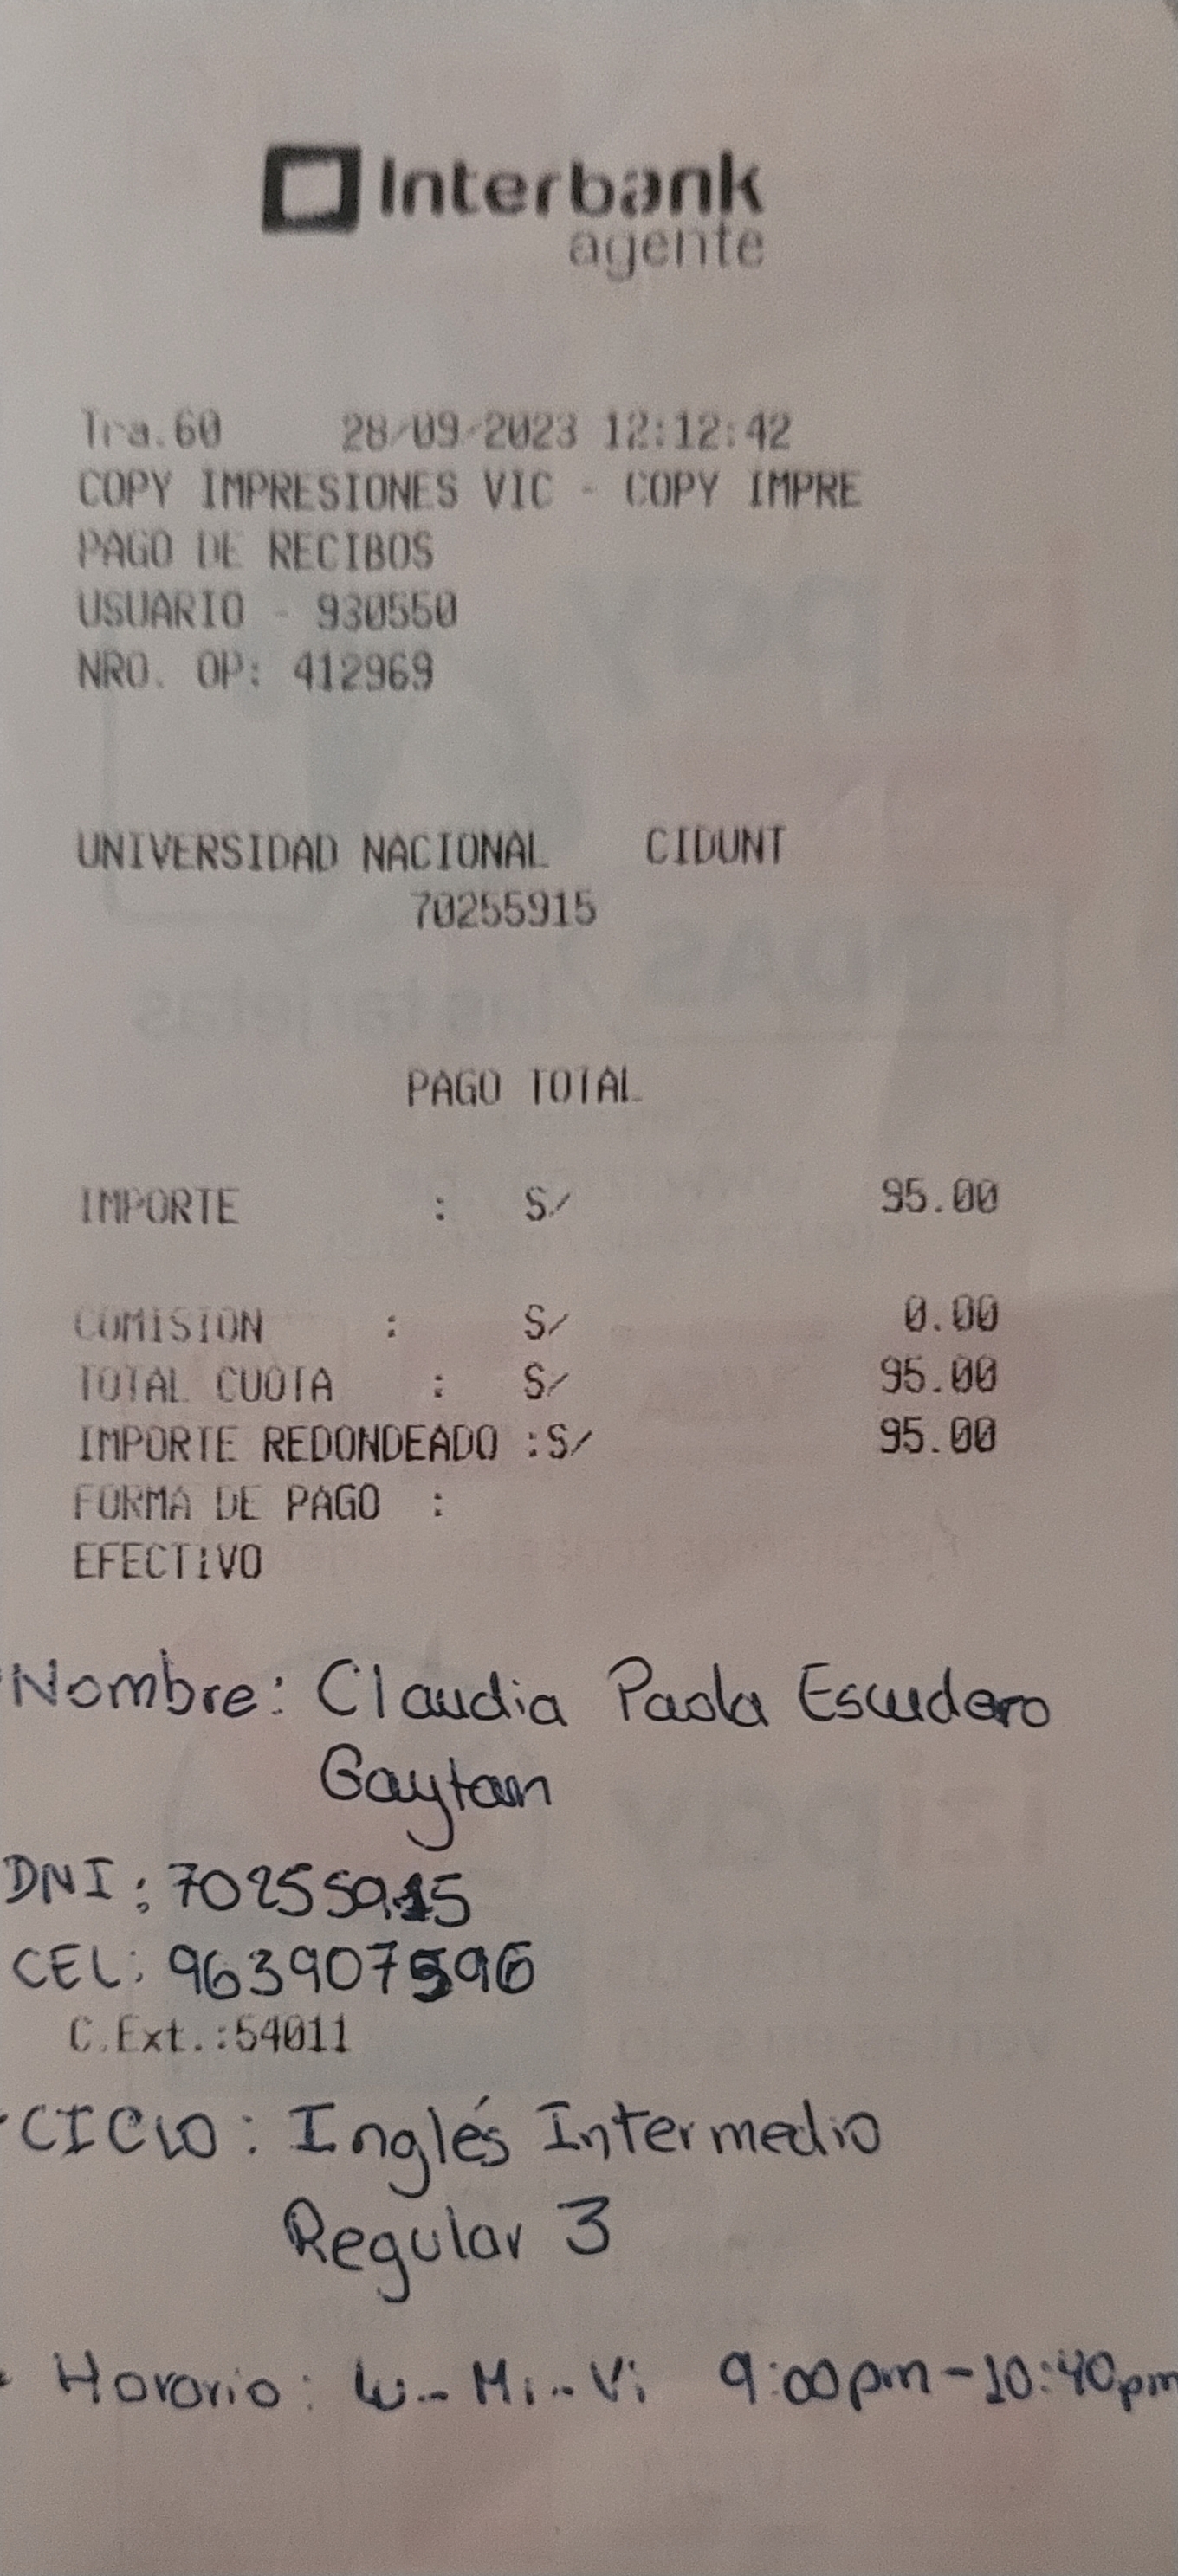 Interbank
agente
Tra.60 28/09/2023 12:12:42
COPY IMPRESIONES VIC - COPY IMPRE
PAGO DE RECIBOS
USUARIO - 930550
NRO. OP: 412969
UNIVERSIDAD NACIONAL CIDUNT
70255915
PAGO TOTAL
IMPORTE : S/ 95.00
COMISION : S/ 0.00
TOTAL CUOTA : S/ 95.00
IMPORTE REDONDEADO :S/ 95.00
FORMA DE PAGO :
EFECTIVO
Nombre: Claudia Paola Escudero
Gaytan
DNI: 70255915
CEL: 963907596
C.Ext.:54011
CICLO: Inglés Intermedio
Regular 3
Horario: Lu-Mi-Vi 9:00pm-10:40pm